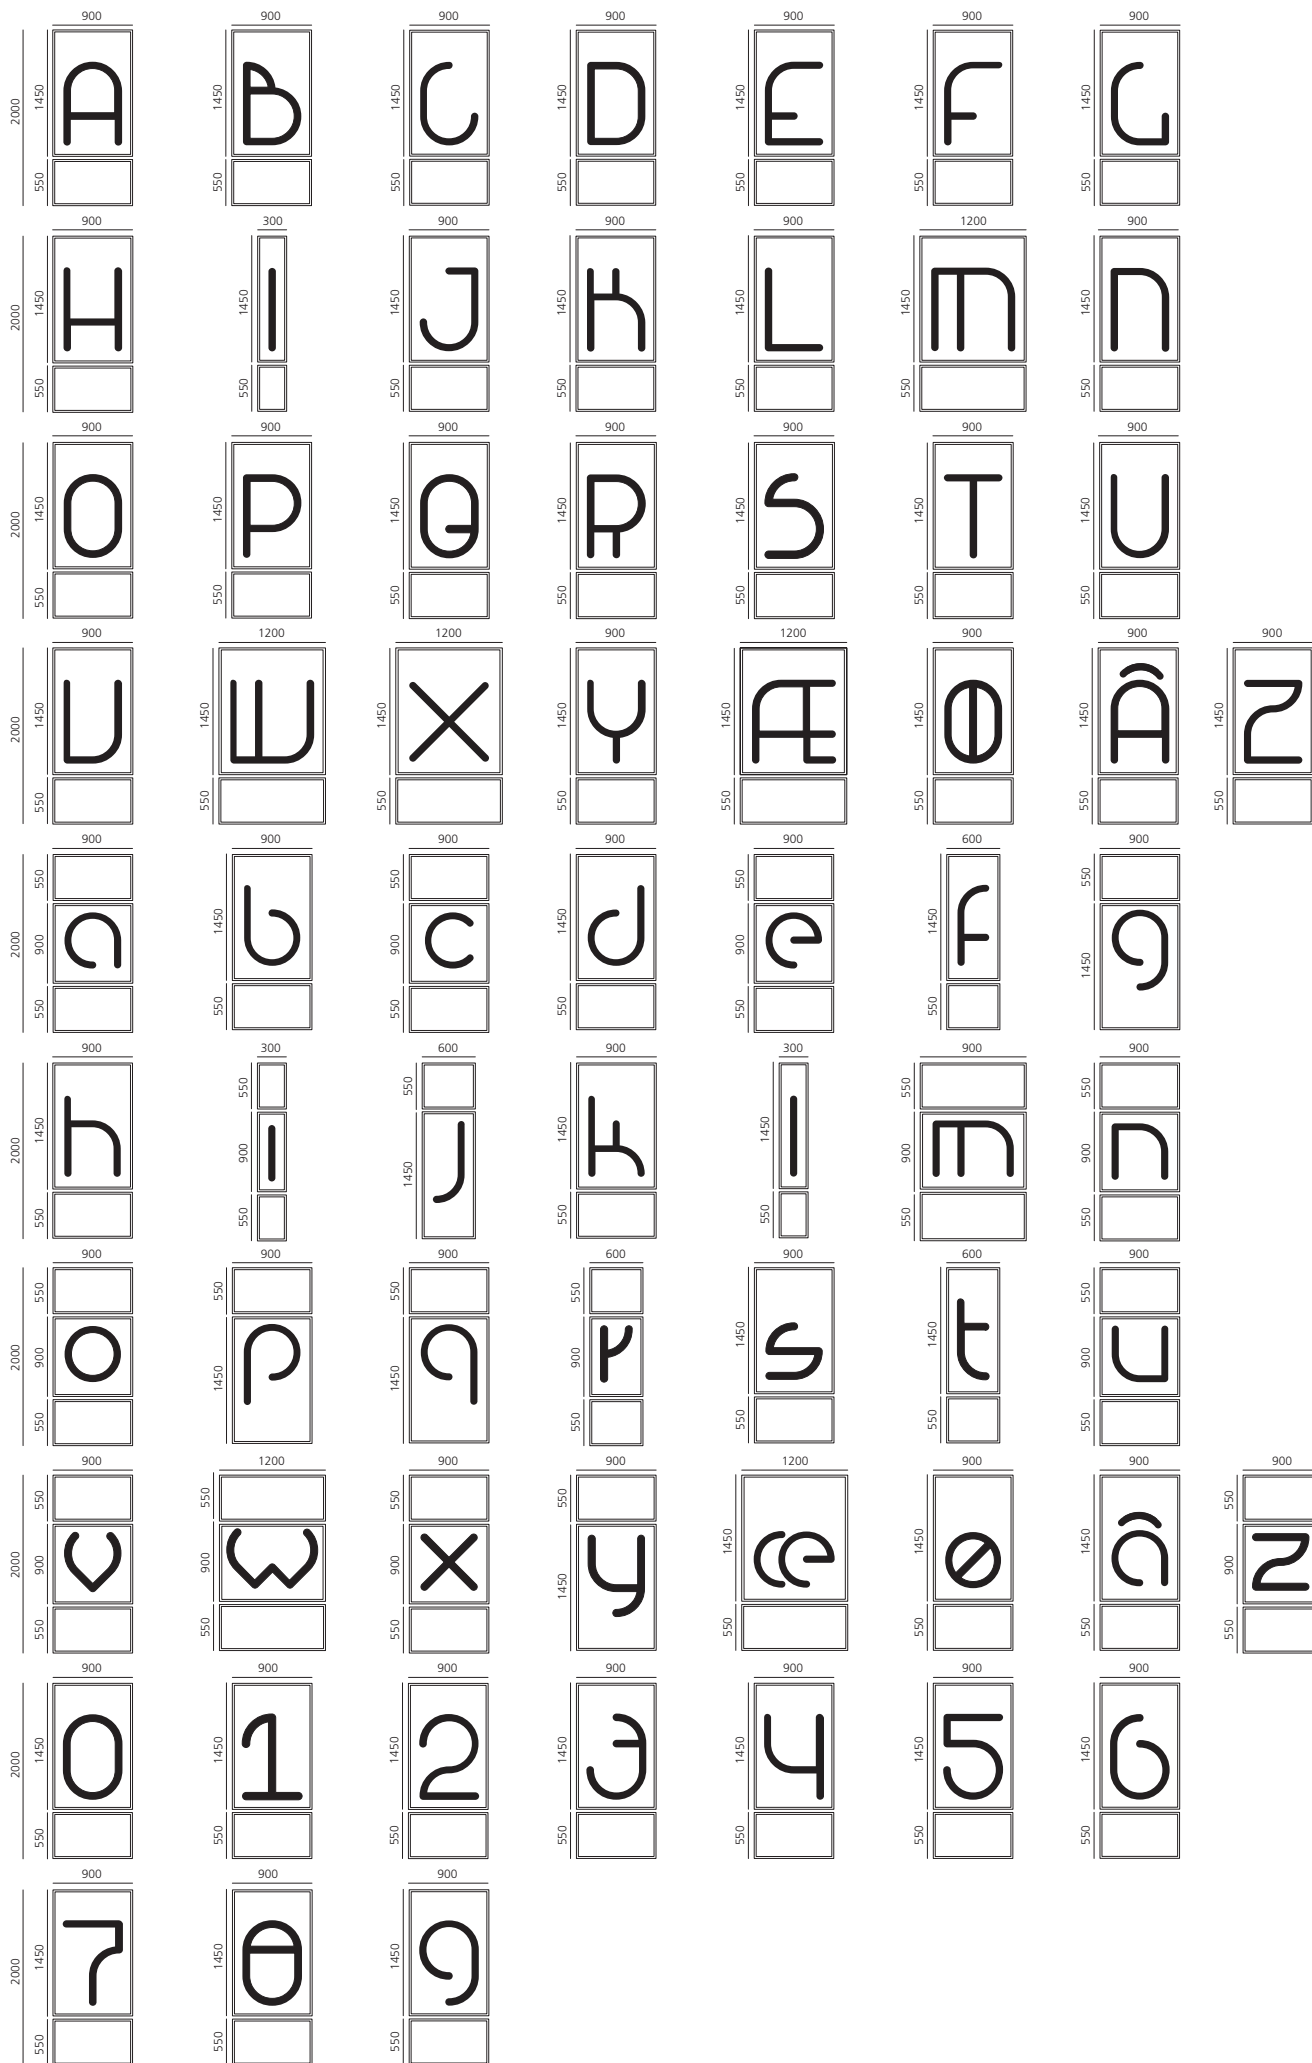 900 900 900 900 900 900 900
2000 1450 A 1450 B 1450 C 1450 D 1450 E 1450 F 1450 G
550 550 550 550 550 550 550
900 300 900 900 900 1200 900
2000 1450 H 1450 I 1450 J 1450 K 1450 L 1450 M 1450 N
550 550 550 550 550 550 550
900 900 900 900 900 900 900
2000 1450 O 1450 P 1450 Q 1450 R 1450 S 1450 T 1450 U
550 550 550 550 550 550 550
900 1200 1200 900 1200 900 900 900
2000 1450 V 1450 W 1450 X 1450 Y 1450 Æ 1450 Ø 1450 Â 1450 Z
550 550 550 550 550 550 550 550
900 900 900 900 900 600 900
550 550 550 550
2000 900 a 1450 b 900 c 1450 d 900 e 1450 f 1450 g
550 550 550 550 550 550
900 300 600 900 300 900 900
550 550 550 550
2000 1450 h 900 i 1450 j 1450 k 1450 l 900 m 900 n
550 550 550 550 550 550
900 900 900 600 900 600 900
550 550 550 550 550
2000 900 o 1450 p 1450 q 900 r 1450 s 1450 t 900 u
550 550 550 550 550
900 1200 900 900 1200 900 900 900
550 550 550 550 550
2000 900 v 900 w 900 x 1450 y 1450 æ 1450 ø 1450 â 900 z
550 550 550 550 550 550 550
900 900 900 900 900 900 900
2000 1450 0 1450 1 1450 2 1450 3 1450 4 1450 5 1450 6
550 550 550 550 550 550 550
900 900 900
2000 1450 7 1450 8 1450 9
550 550 550